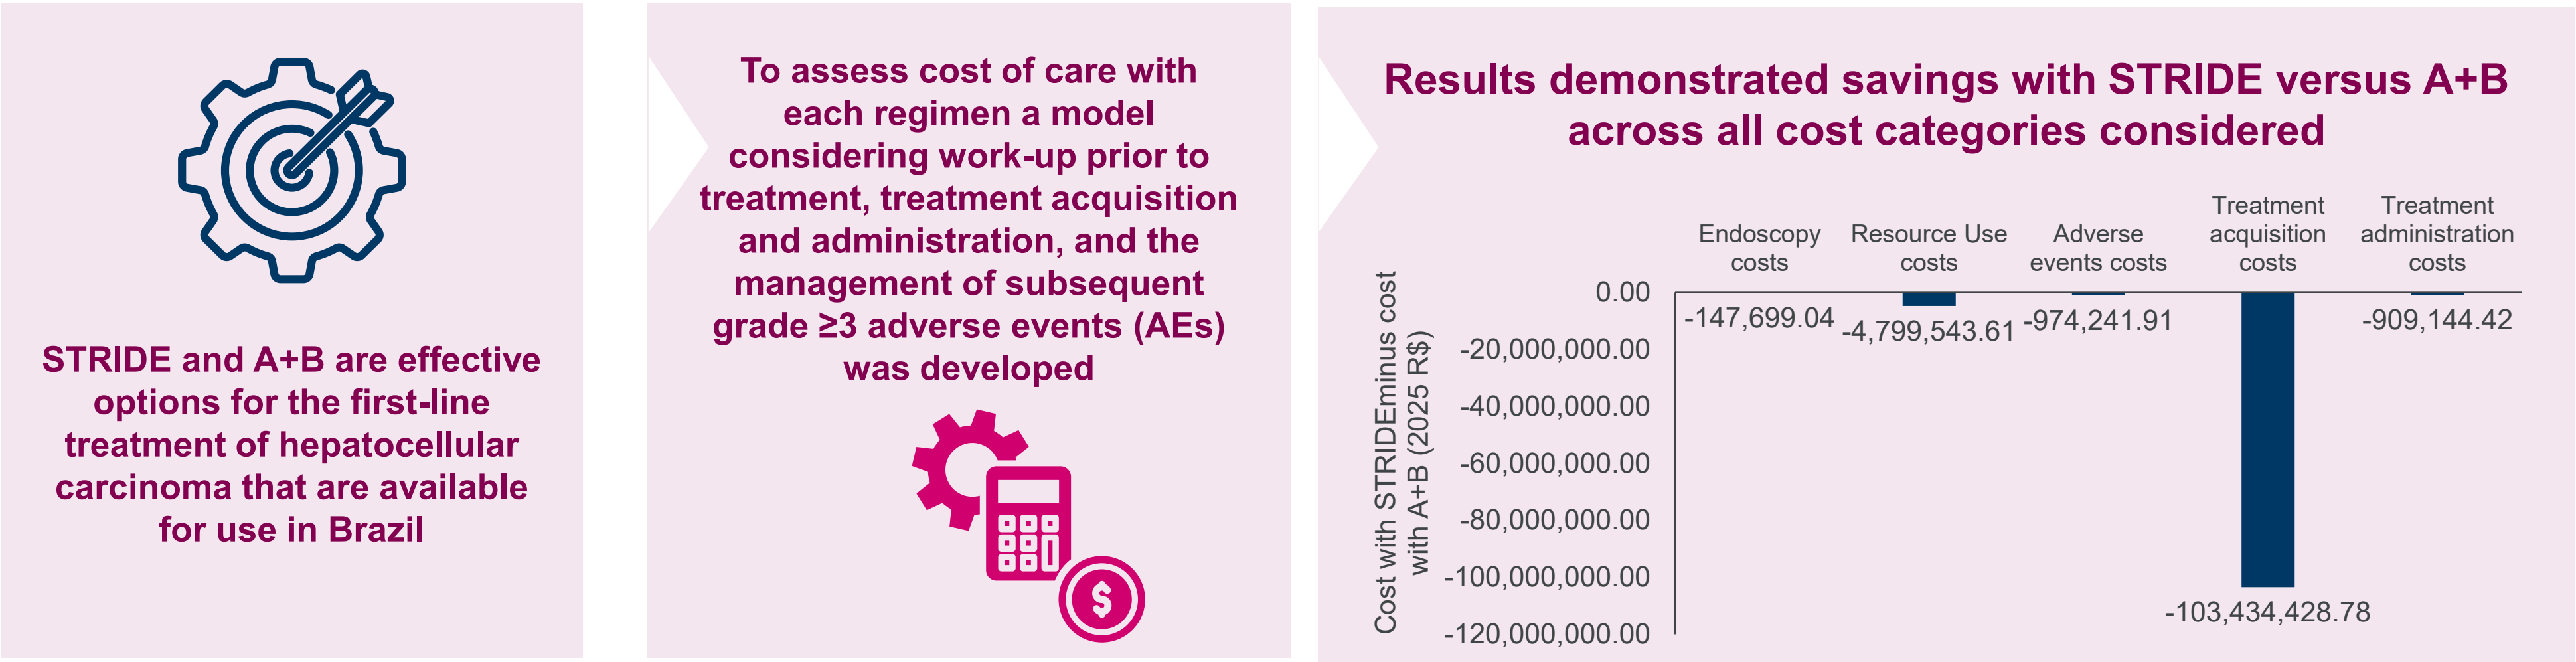 STRIDE and A+B are effective
options for the first-line
treatment of hepatocellular
carcinoma that are available
for use in Brazil
To assess cost of care with
each regimen a model
considering work-up prior to
treatment, treatment acquisition
and administration, and the
management of subsequent
grade ≥3 adverse events (AEs)
was developed
$
Results demonstrated savings with STRIDE versus A+B
across all cost categories considered
Cost with STRIDEminus cost
with A+B (2025 R$)
Endoscopy
costs
Resource Use
costs
Adverse
events costs
Treatment
acquisition
costs
Treatment
administration
costs
0.00
-20,000,000.00
-40,000,000.00
-60,000,000.00
-80,000,000.00
-100,000,000.00
-120,000,000.00
-147,699.04
-4,799,543.61
-974,241.91
-103,434,428.78
-909,144.42